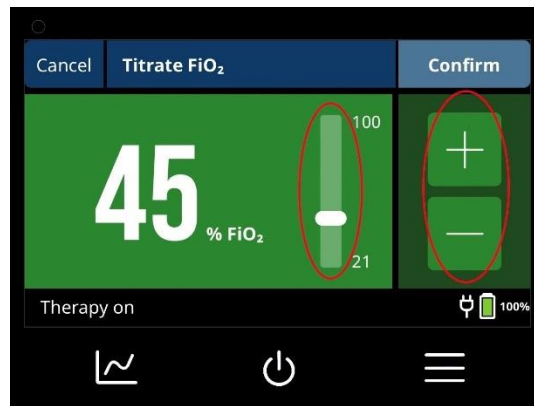 Cancel Titrate FiO₂ Confirm
100
45 % FiO₂
21
Therapy on 100%